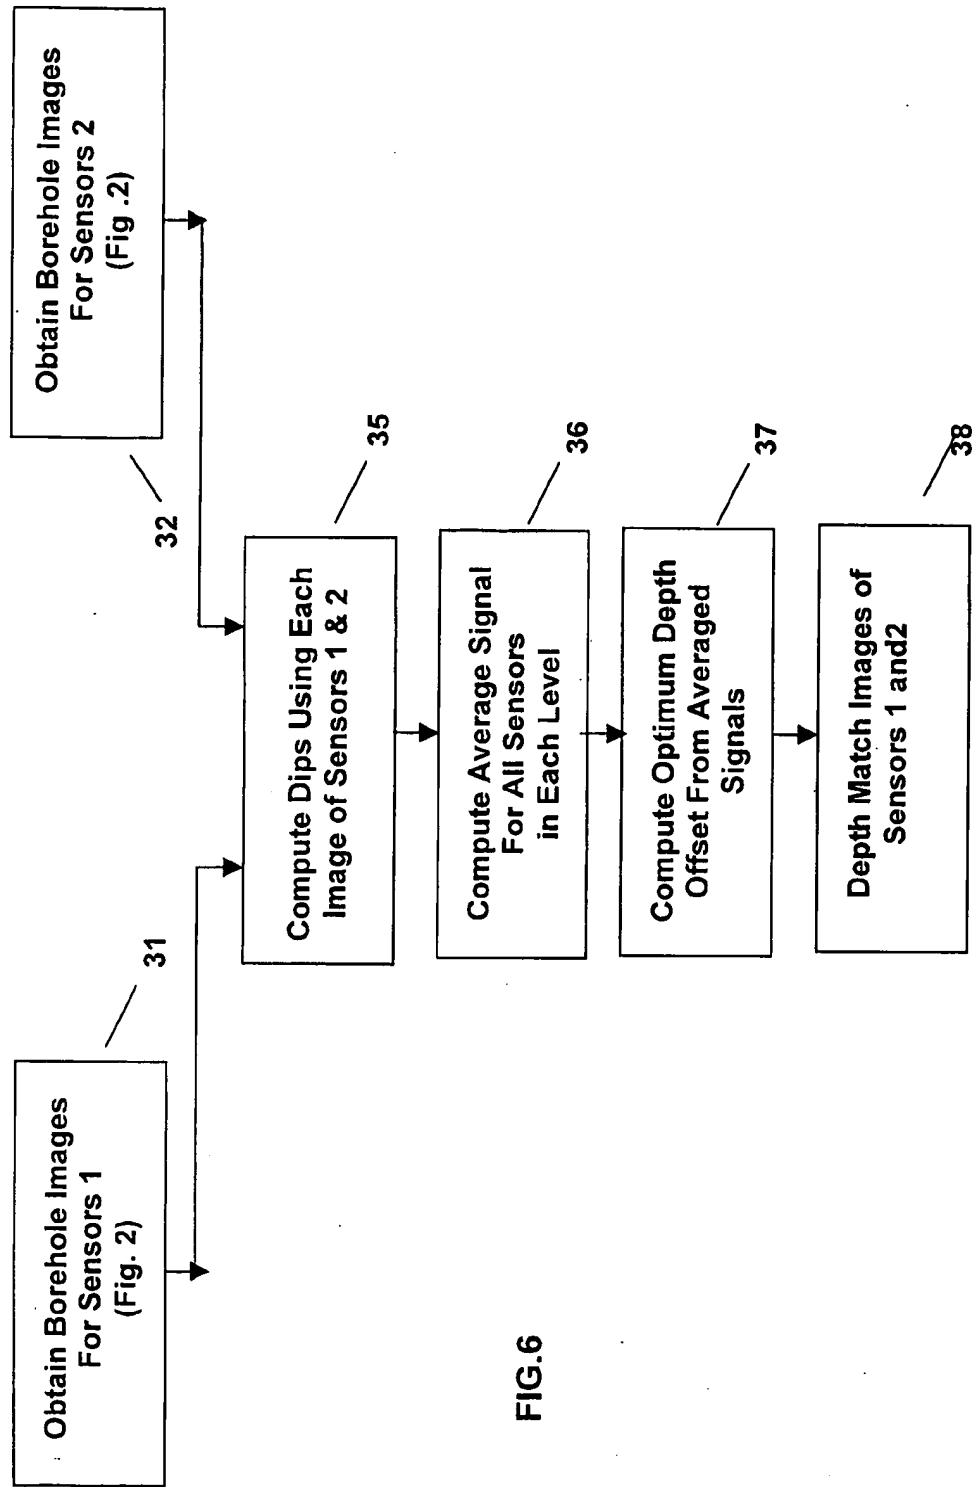 Obtain Borehole Images
For Sensors 1
(Fig. 2)
31
Obtain Borehole Images
For Sensors 2
(Fig .2)
32
Compute Dips Using Each
Image of Sensors 1 & 2
35
Compute Average Signal
For All Sensors
in Each Level
36
Compute Optimum Depth
Offset From Averaged
Signals
37
Depth Match Images of
Sensors 1 and2
38
FIG.6